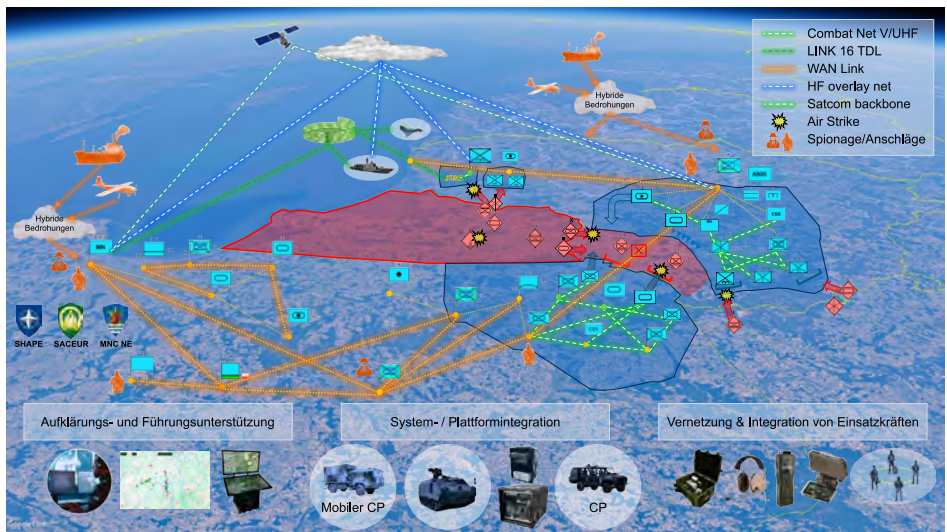 Combat Net V/UHF
LINK 16 TDL
WAN Link
HF overlay net
Satcom backbone
Air Strike
Spionage/Anschläge
Hybride
Bedrohungen
Hybride
Bedrohungen
SHAPE
SACEUR
MNC NE
Aufklärungs- und Führungsunterstützung
System- / Plattformintegration
Vernetzung & Integration von Einsatzkräften
Mobiler CP
CP